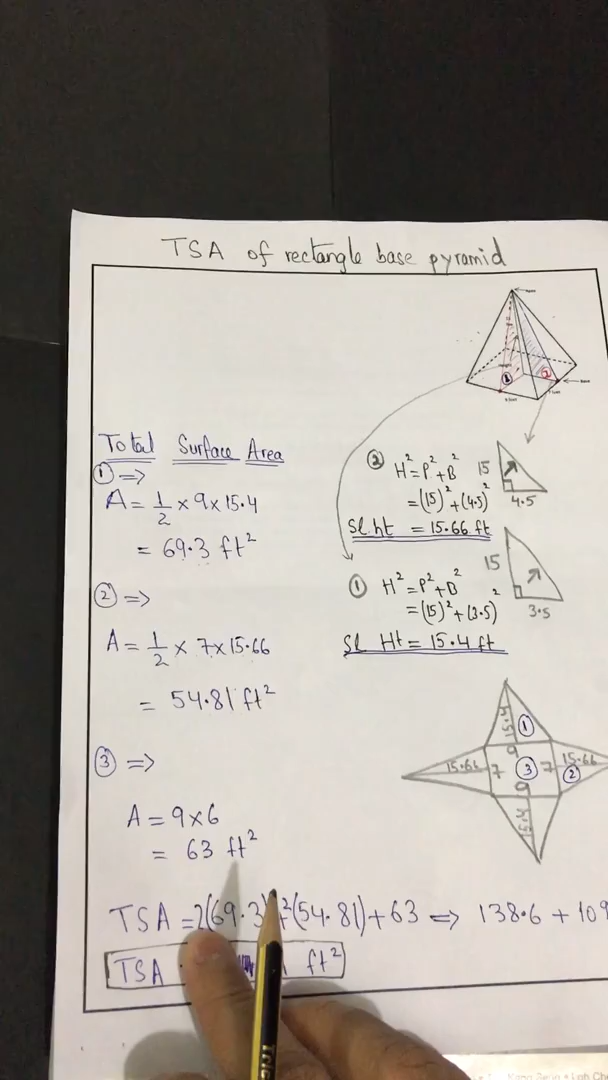 TSA of rectangle base pyramid
Total Surface Area
① ⇒
A = 1/2 × 9 × 15.4
= 69.3 ft²
② ⇒
A = 1/2 × 7 × 15.66
= 54.81 ft²
③ ⇒
A = 9 × 6
= 63 ft²
TSA = 2(69.3) + 2(54.81) + 63 ⇒ 138.6 + 109
TSA ft²
① ②
② H² = P² + B²
= (15)² + (4.5)²
Sl. ht = 15.66 ft
15
4.5
① H² = P² + B²
= (15)² + (3.5)²
Sl Ht = 15.4 ft
15
3.5
15.4 ①
9
15.66 7 ③ 7 15.66 ②
9
15.4